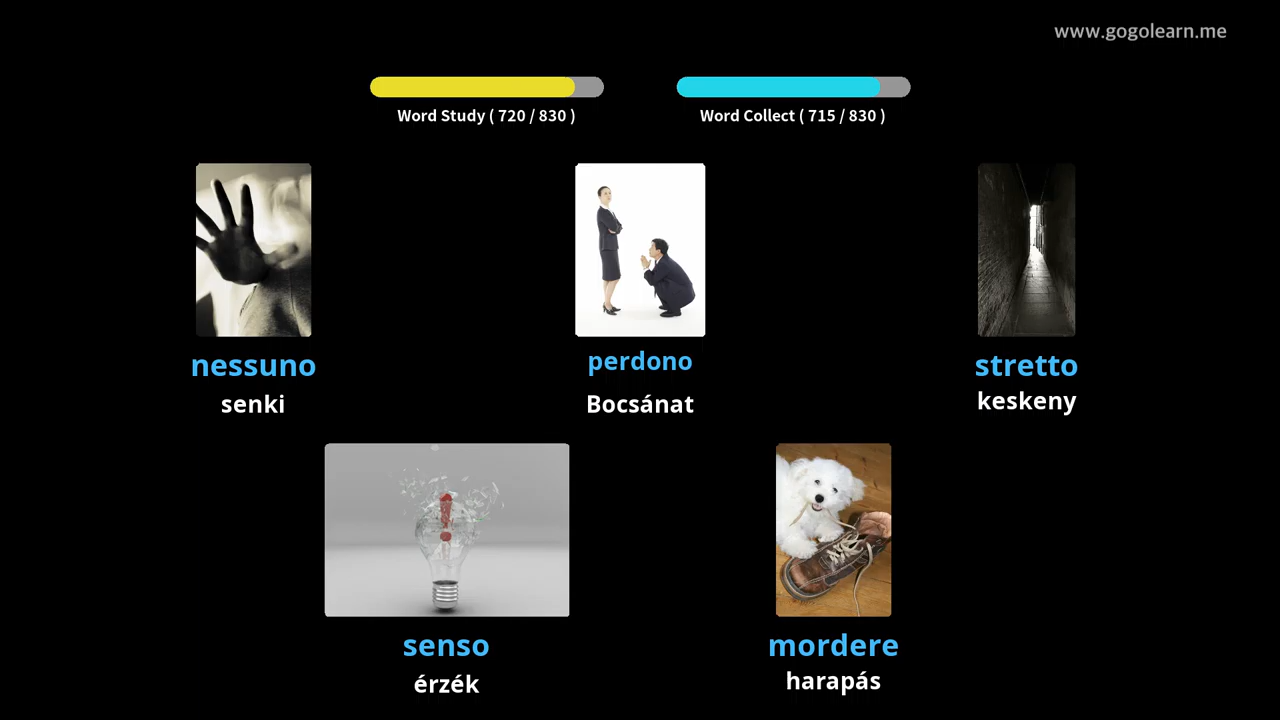 www.gogolearn.me
Word Study ( 720 / 830 )
Word Collect ( 715 / 830 )
nessuno
senki
perdono
Bocsánat
stretto
keskeny
senso
érzék
mordere
harapás